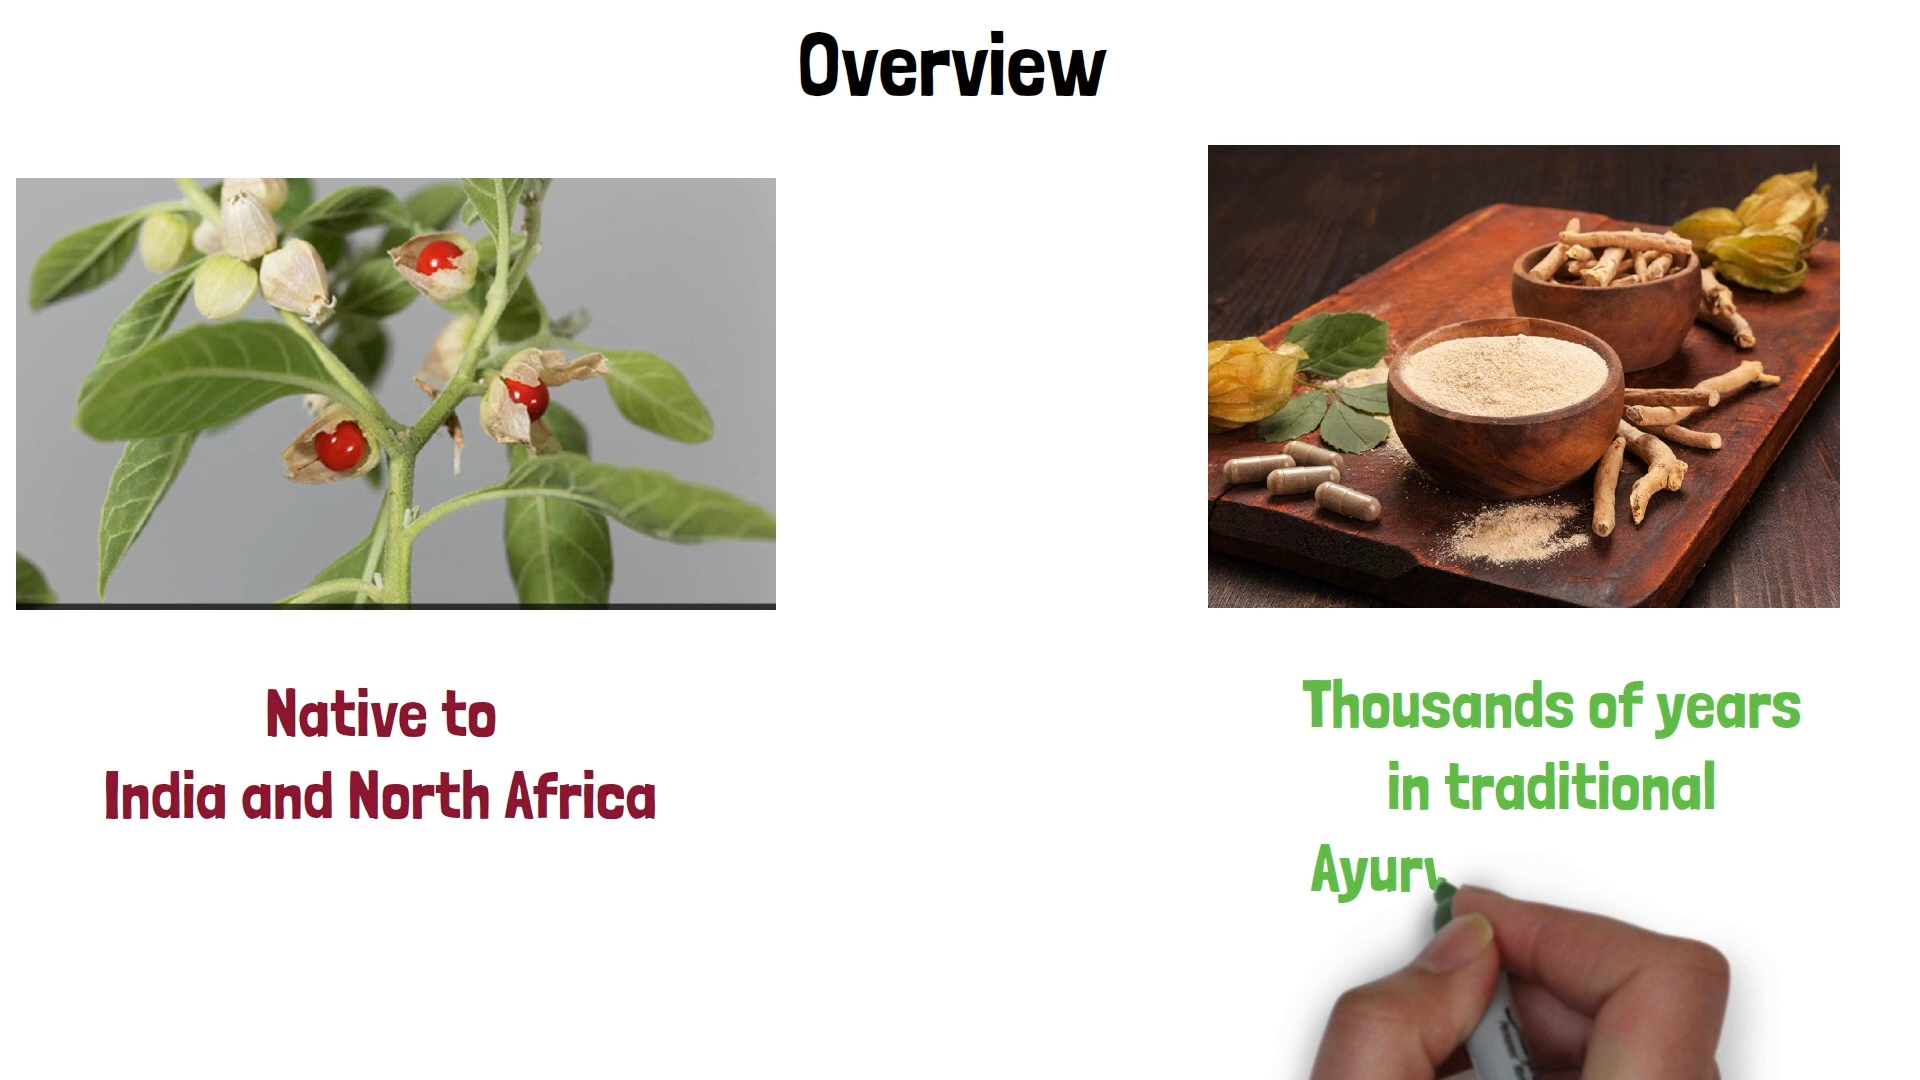 Overview
Native to
India and North Africa
Thousands of years
in traditional
Ayurv